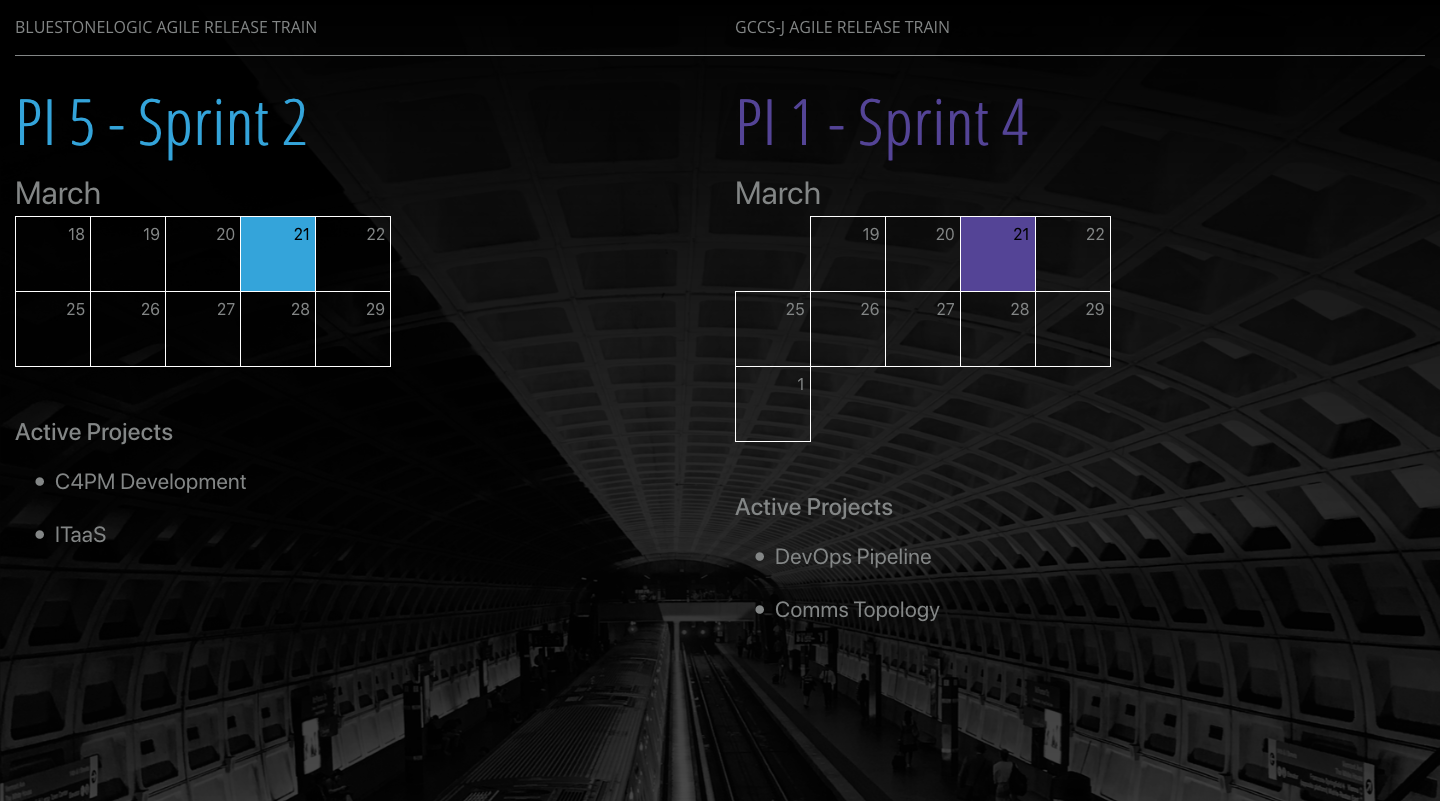 BLUESTONELOGIC AGILE RELEASE TRAIN
PI 5 - Sprint 2
March
18 19 20 21 22
25 26 27 28 29
Active Projects
• C4PM Development
• ITaaS
GCCS-J AGILE RELEASE TRAIN
PI 1 - Sprint 4
March
19 20 21 22
25 26 27 28 29
1
Active Projects
• DevOps Pipeline
• Comms Topology